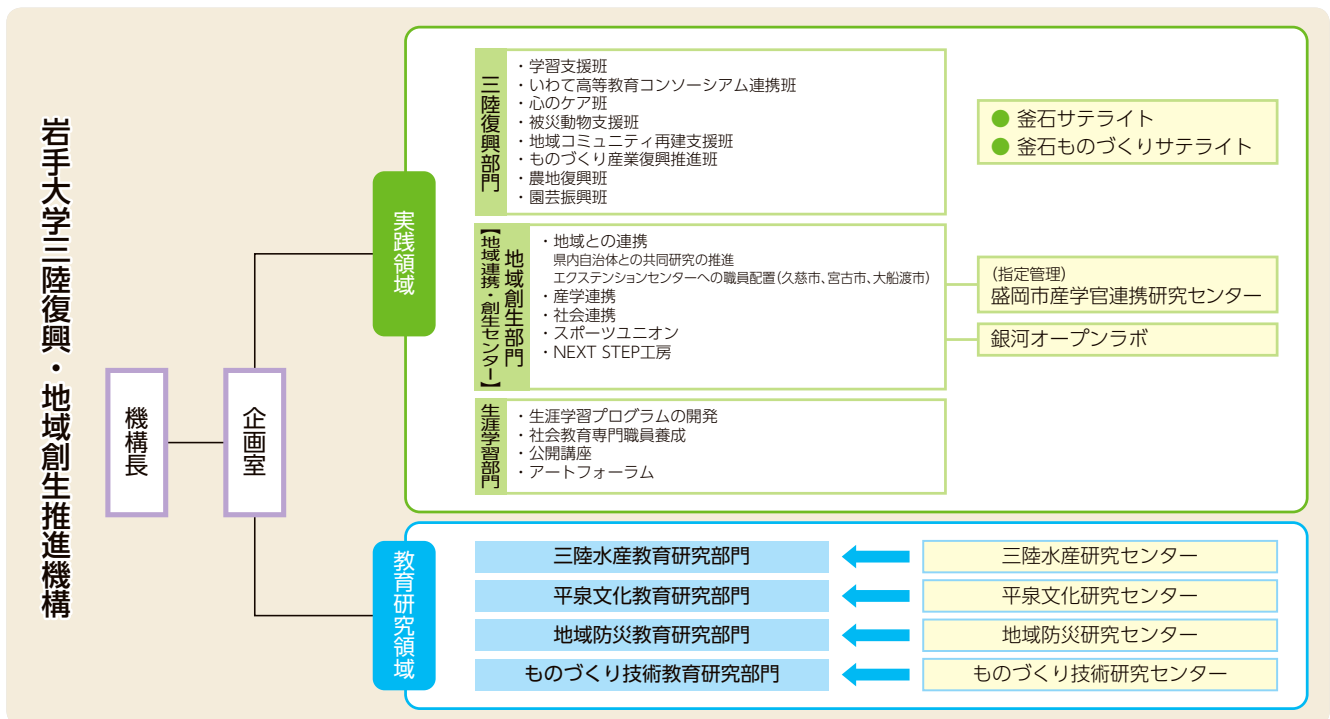 岩手大学三陸復興・地域創生推進機構
機構長
企画室
実践領域
三陸復興部門
・学習支援班
・いわて高等教育コンソーシアム連携班
・心のケア班
・被災動物支援班
・地域コミュニティ再建支援班
・ものづくり産業復興推進班
・農地復興班
・園芸振興班
● 釜石サテライト
● 釜石ものづくりサテライト
地域創生部門
【地域連携・創生センター】
・地域との連携
県内自治体との共同研究の推進
エクステンションセンターへの職員配置(久慈市、宮古市、大船渡市)
・産学連携
・社会連携
・スポーツユニオン
・NEXT STEP工房
(指定管理)
盛岡市産学官連携研究センター
銀河オープンラボ
生涯学習部門
・生涯学習プログラムの開発
・社会教育専門職員養成
・公開講座
・アートフォーラム
教育研究領域
三陸水産教育研究部門
三陸水産研究センター
平泉文化教育研究部門
平泉文化研究センター
地域防災教育研究部門
地域防災研究センター
ものづくり技術教育研究部門
ものづくり技術研究センター